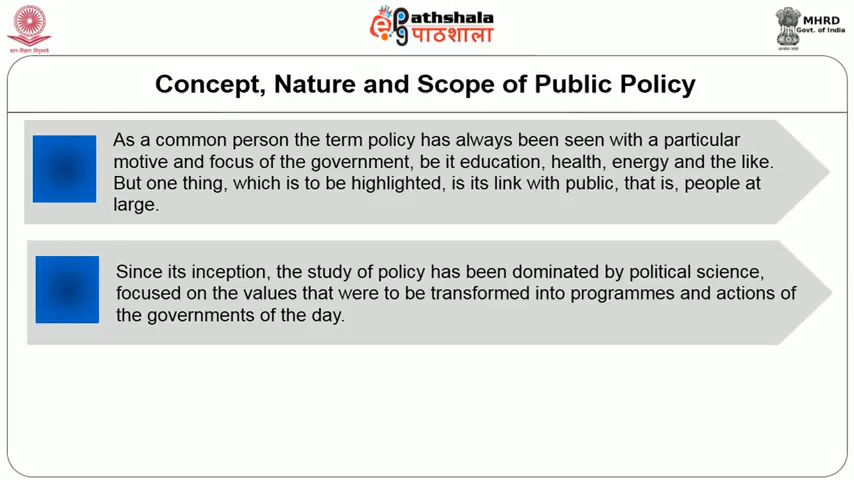 ePathshala
पाठशाला
MHRD
Govt. of India
Concept, Nature and Scope of Public Policy
As a common person the term policy has always been seen with a particular
motive and focus of the government, be it education, health, energy and the like.
But one thing, which is to be highlighted, is its link with public, that is, people at
large.
Since its inception, the study of policy has been dominated by political science,
focused on the values that were to be transformed into programmes and actions of
the governments of the day.